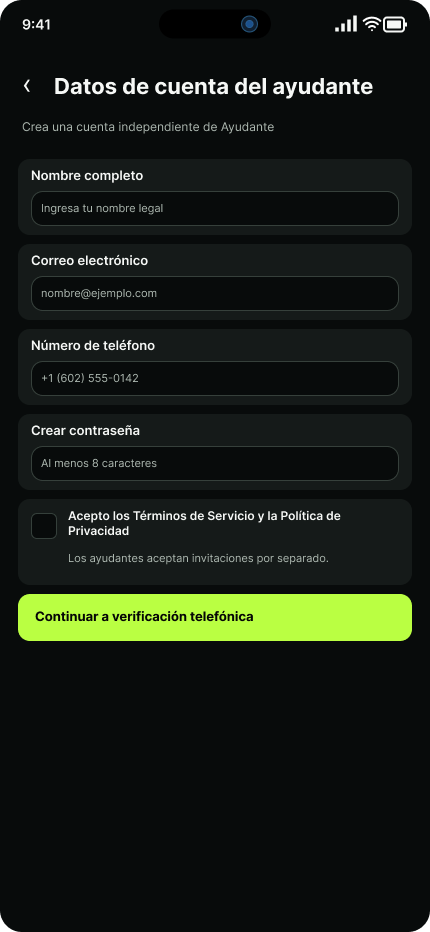 9:41
Datos de cuenta del ayudante
Crea una cuenta independiente de Ayudante
Nombre completo
Ingresa tu nombre legal
Correo electrónico
nombre@ejemplo.com
Número de teléfono
+1 (602) 555-0142
Crear contraseña
Al menos 8 caracteres
Acepto los Términos de Servicio y la Política de
Privacidad
Los ayudantes aceptan invitaciones por separado.
Continuar a verificación telefónica